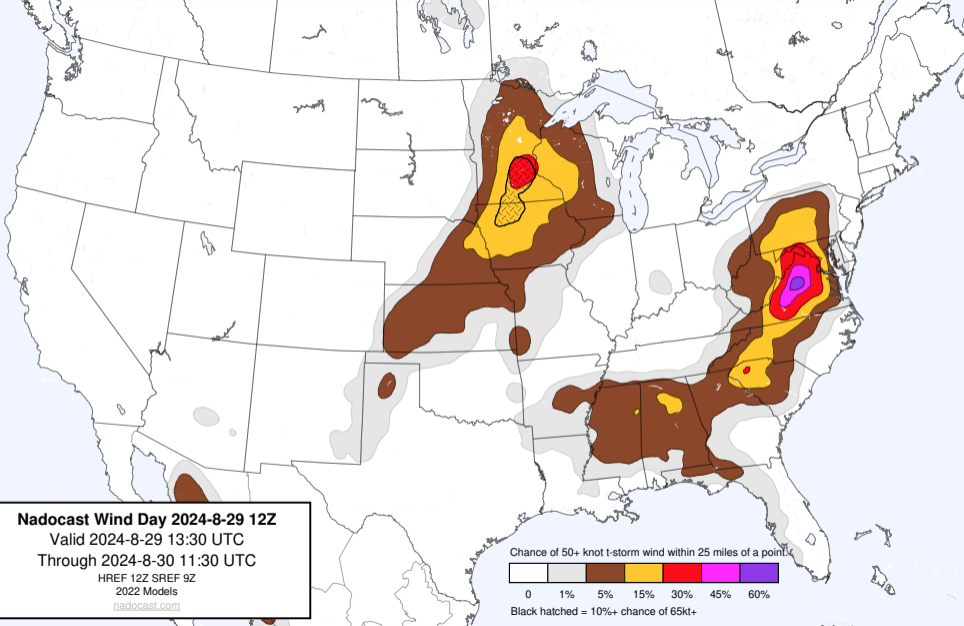 Nadocast Wind Day 2024-8-29 12Z
Valid 2024-8-29 13:30 UTC
Through 2024-8-30 11:30 UTC
HREF 12Z SREF 9Z
2022 Models
nadocast.com
Chance of 50+ knot t-storm wind within 25 miles of a point.
0 1% 5% 15% 30% 45% 60%
Black hatched = 10%+ chance of 65kt+